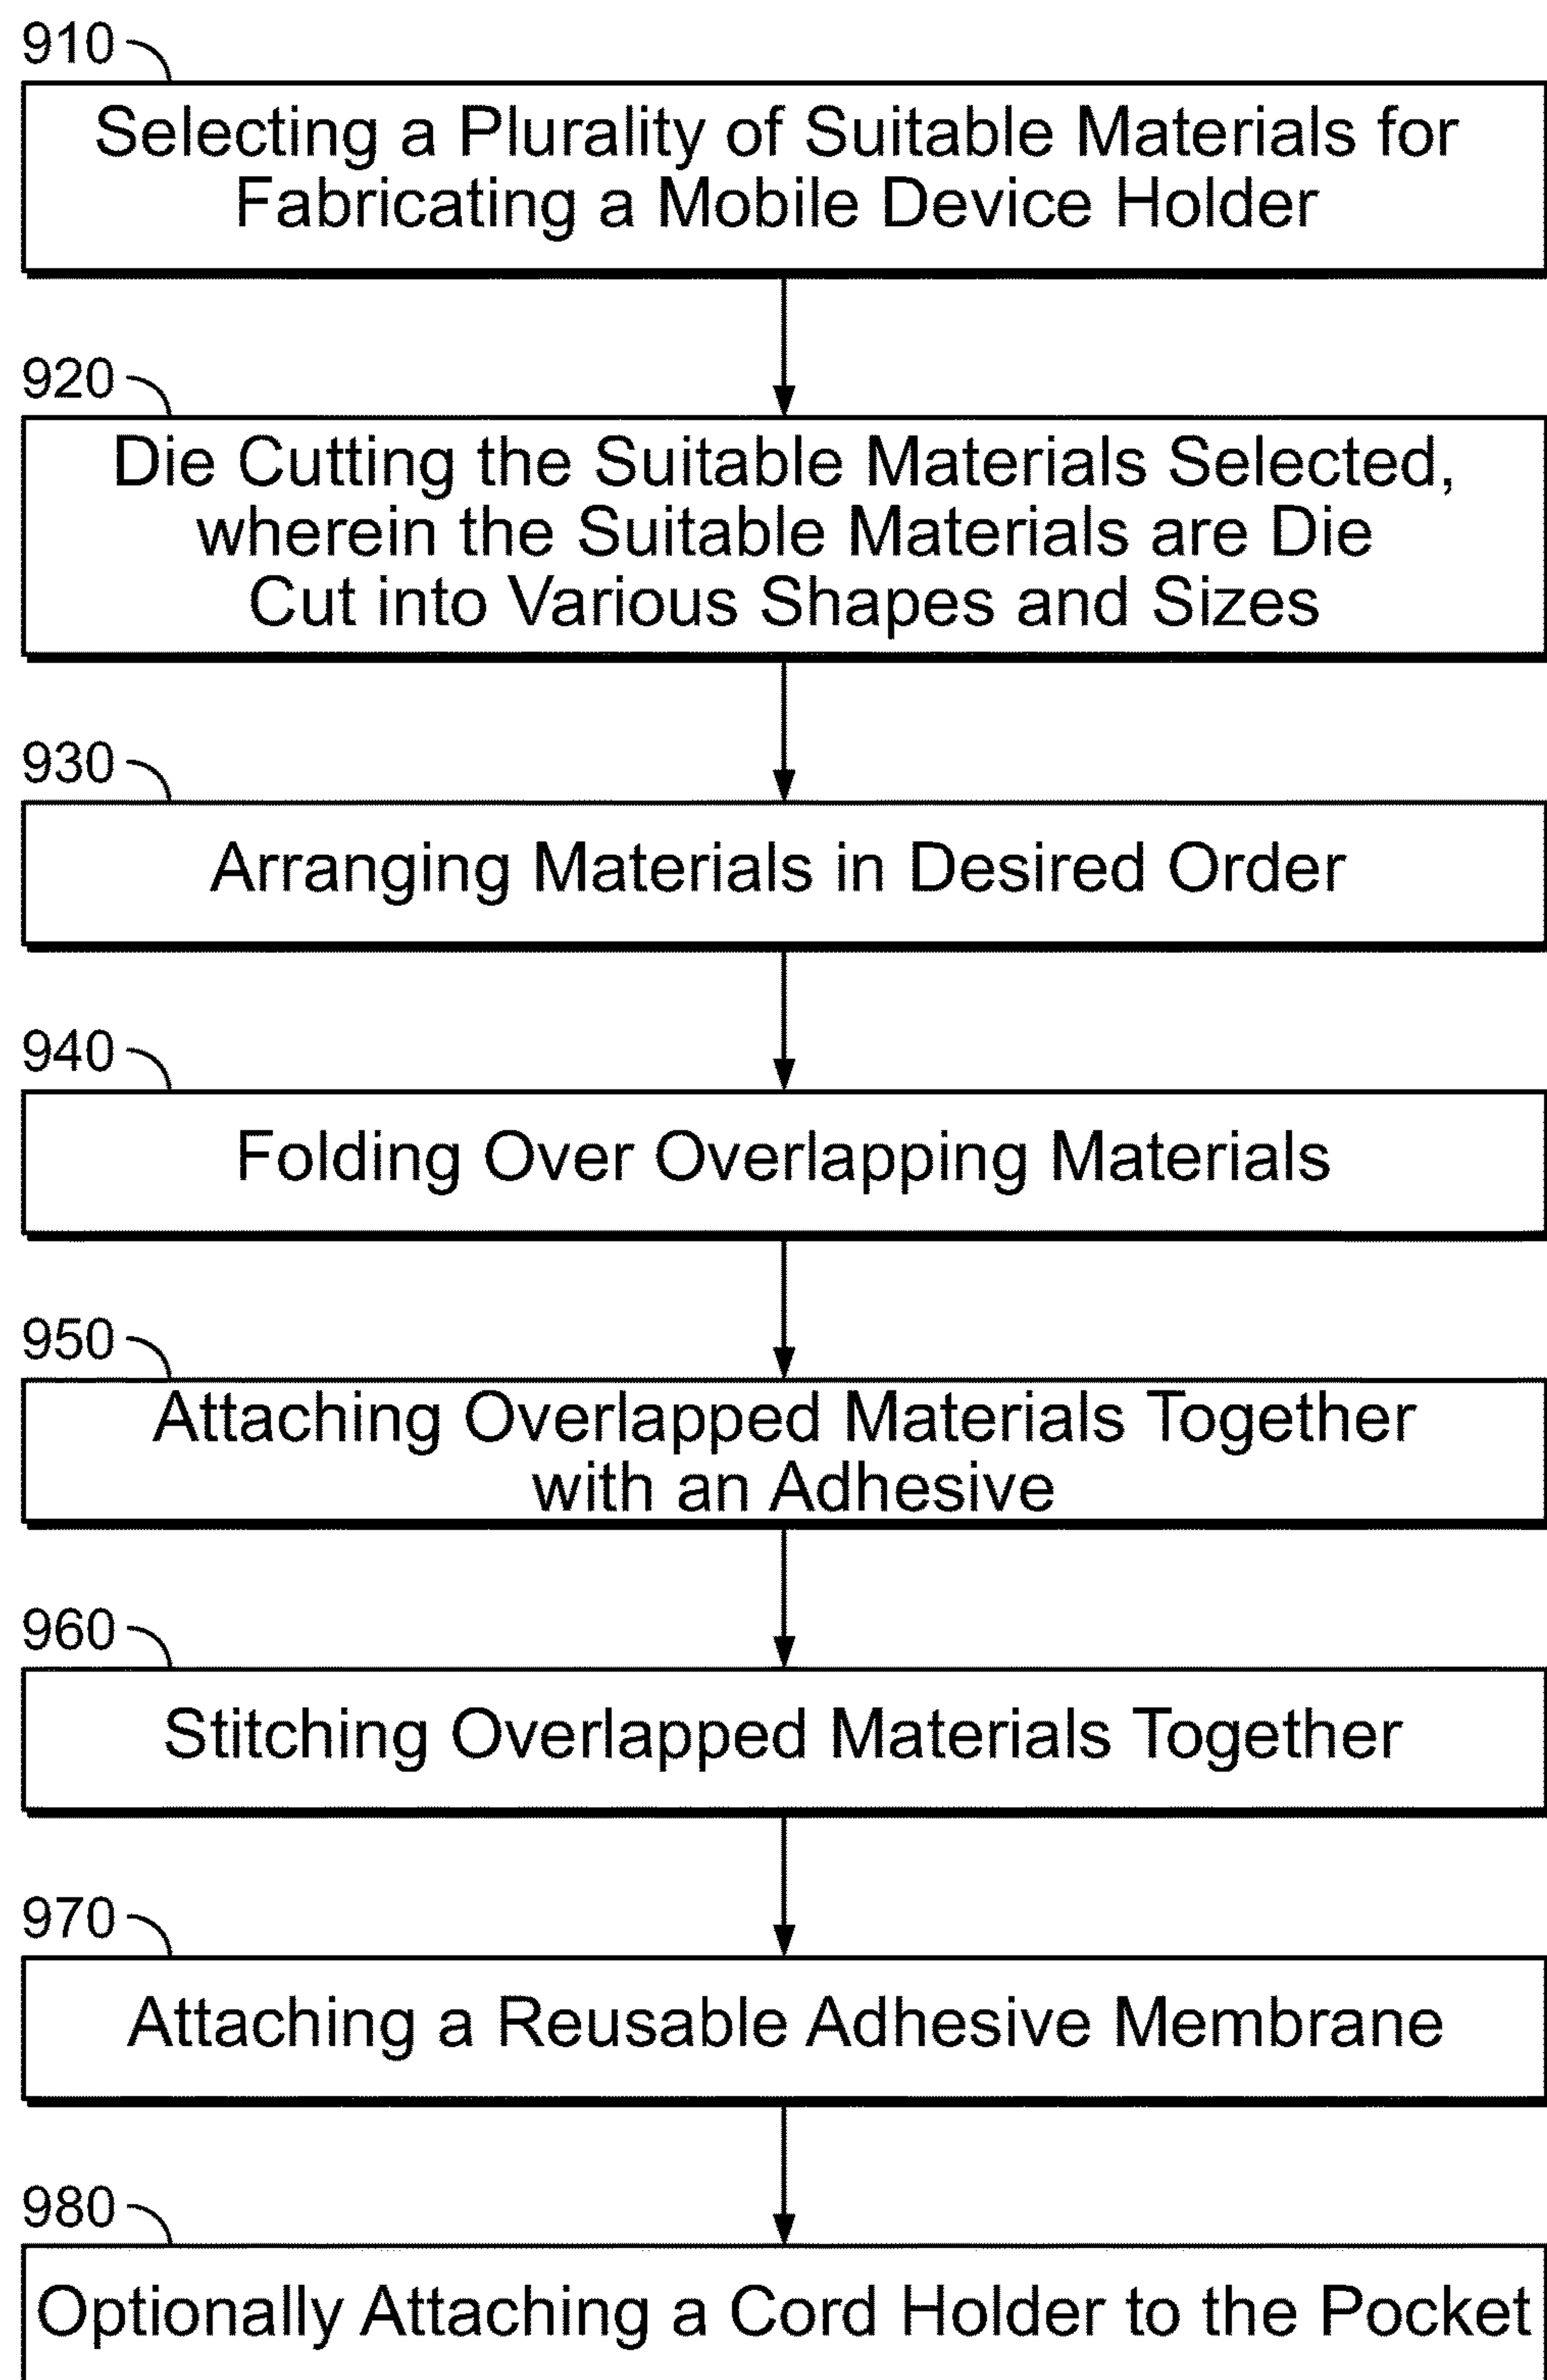 910
Selecting a Plurality of Suitable Materials for
Fabricating a Mobile Device Holder
920
Die Cutting the Suitable Materials Selected,
wherein the Suitable Materials are Die
Cut into Various Shapes and Sizes
930
Arranging Materials in Desired Order
940
Folding Over Overlapping Materials
950
Attaching Overlapped Materials Together
with an Adhesive
960
Stitching Overlapped Materials Together
970
Attaching a Reusable Adhesive Membrane
980
Optionally Attaching a Cord Holder to the Pocket